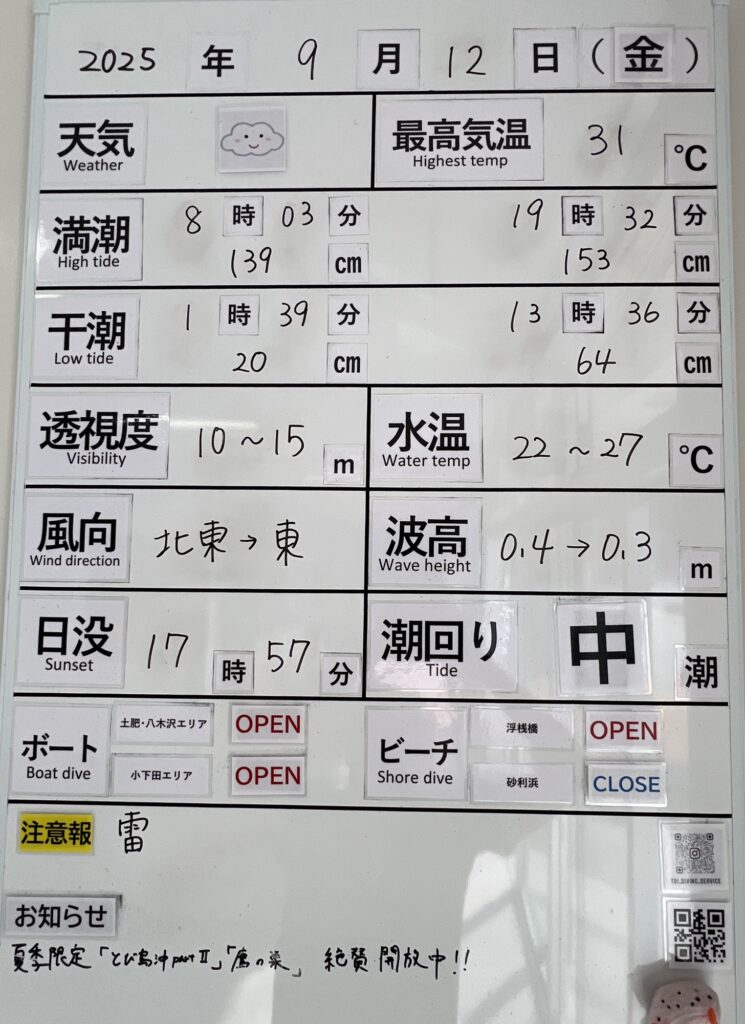 2025 年 9 月 12 日 (金)
天気 最高気温 31 ℃
Weather Highest temp
満潮 8 時 03 分 19 時 32 分
High tide 139 cm 153 cm
干潮 1 時 39 分 13 時 36 分
Low tide 20 cm 64 cm
透視度 10～15 m 水温 22～27 ℃
Visibility Water temp
風向 北東→東 波高 0.4→0.3 m
Wind direction Wave height
日没 17 時 57 分 潮回り 中 潮
Sunset Tide
ボート 土肥・八木沢エリア OPEN ビーチ 浮桟橋 OPEN
Boat dive 小下田エリア OPEN Shore dive 砂利浜 CLOSE
注意報 雷
TOI_DIVING_SERVICE
お知らせ
夏季限定「とび島沖partⅡ」「鷹の巣」 絶賛開放中!!